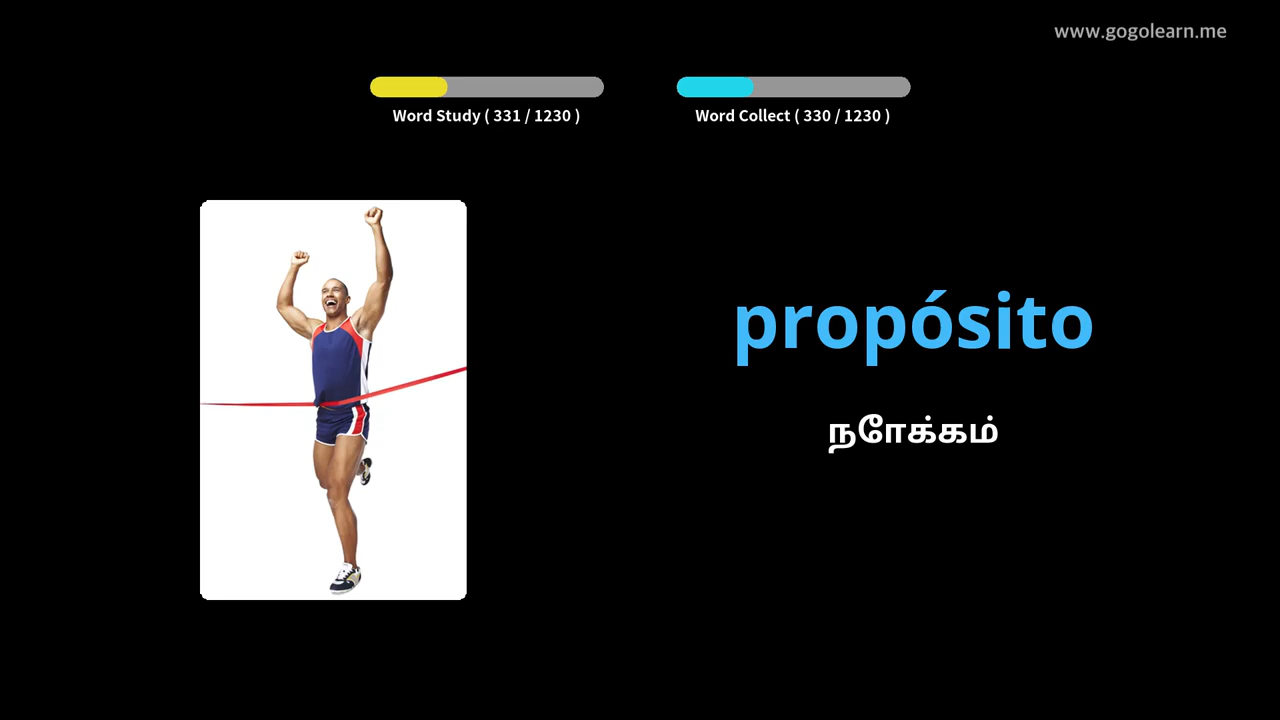 www.gogolearn.me
Word Study ( 331 / 1230 )
Word Collect ( 330 / 1230 )
propósito
நோக்கம்